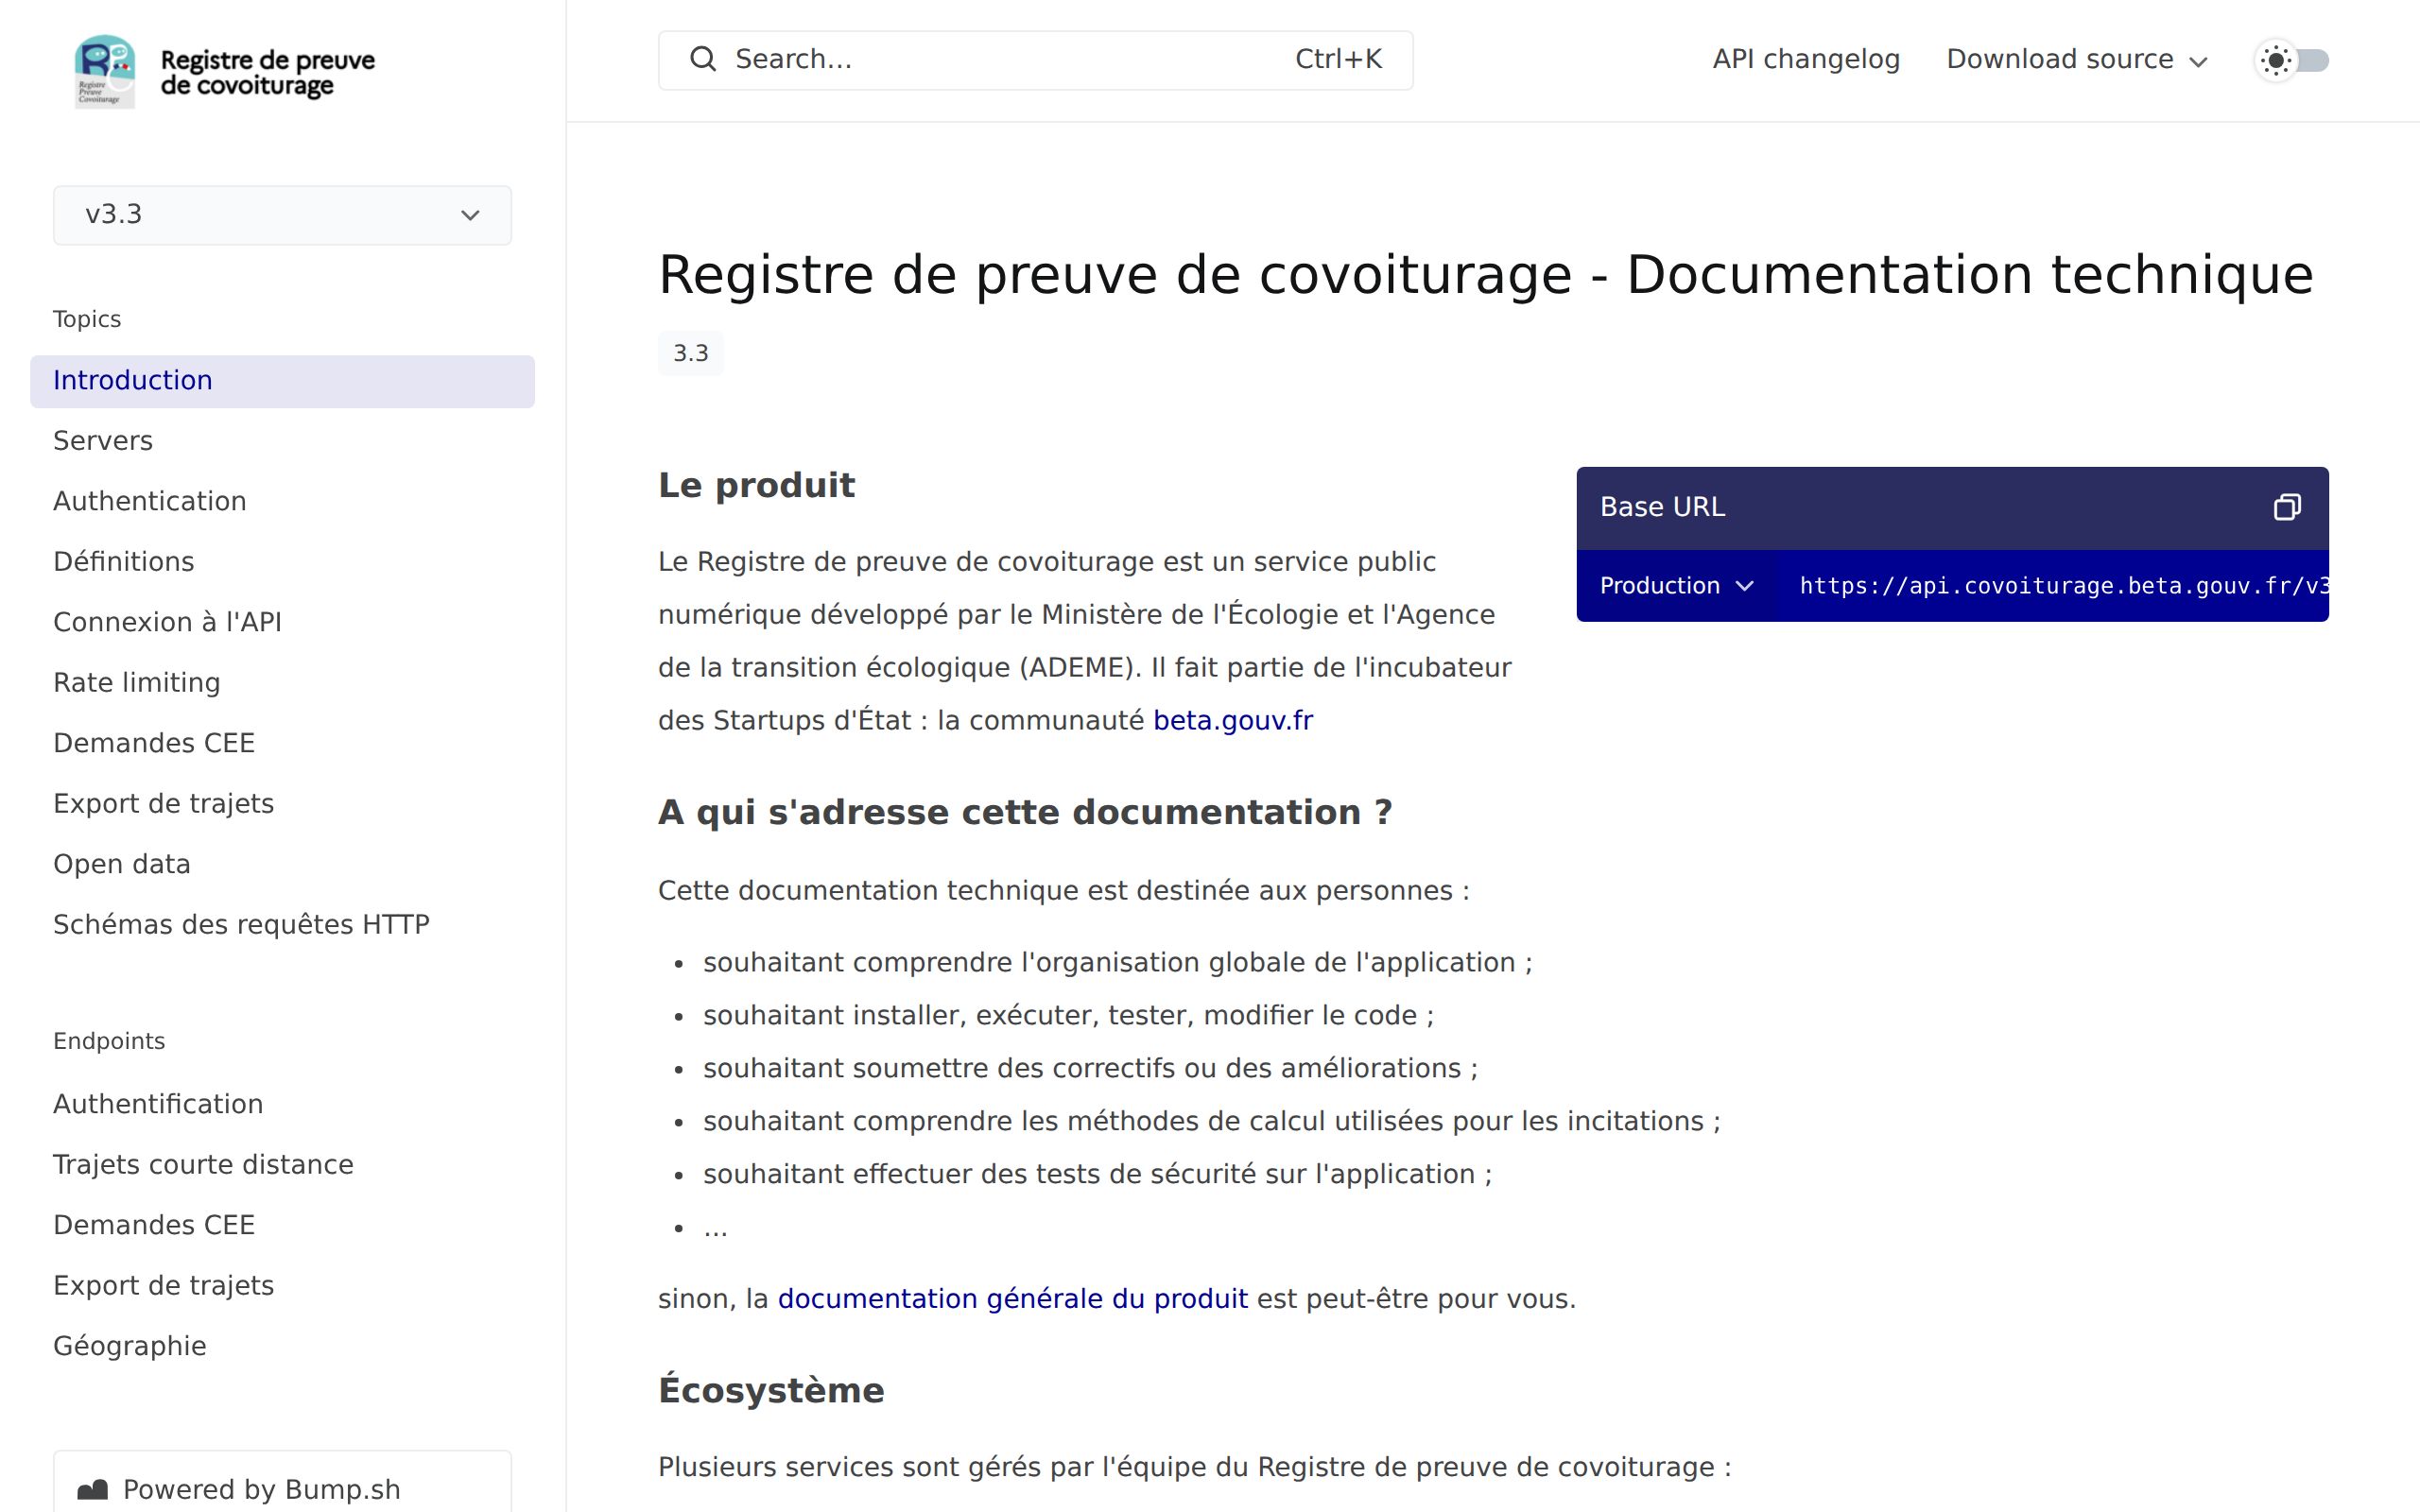 Registre
Preuve
Covoiturage
Registre de preuve
de covoiturage
v3.3
Topics
Introduction
Servers
Authentication
Définitions
Connexion à l'API
Rate limiting
Demandes CEE
Export de trajets
Open data
Schémas des requêtes HTTP
Endpoints
Authentification
Trajets courte distance
Demandes CEE
Export de trajets
Géographie
Powered by Bump.sh
Search... Ctrl+K
API changelog Download source
Registre de preuve de covoiturage - Documentation technique
3.3
Le produit
Le Registre de preuve de covoiturage est un service public
numérique développé par le Ministère de l'Écologie et l'Agence
de la transition écologique (ADEME). Il fait partie de l'incubateur
des Startups d'État : la communauté beta.gouv.fr
Base URL
Production https://api.covoiturage.beta.gouv.fr/v3
A qui s'adresse cette documentation ?
Cette documentation technique est destinée aux personnes :
• souhaitant comprendre l'organisation globale de l'application ;
• souhaitant installer, exécuter, tester, modifier le code ;
• souhaitant soumettre des correctifs ou des améliorations ;
• souhaitant comprendre les méthodes de calcul utilisées pour les incitations ;
• souhaitant effectuer des tests de sécurité sur l'application ;
• ...
sinon, la documentation générale du produit est peut-être pour vous.
Écosystème
Plusieurs services sont gérés par l'équipe du Registre de preuve de covoiturage :